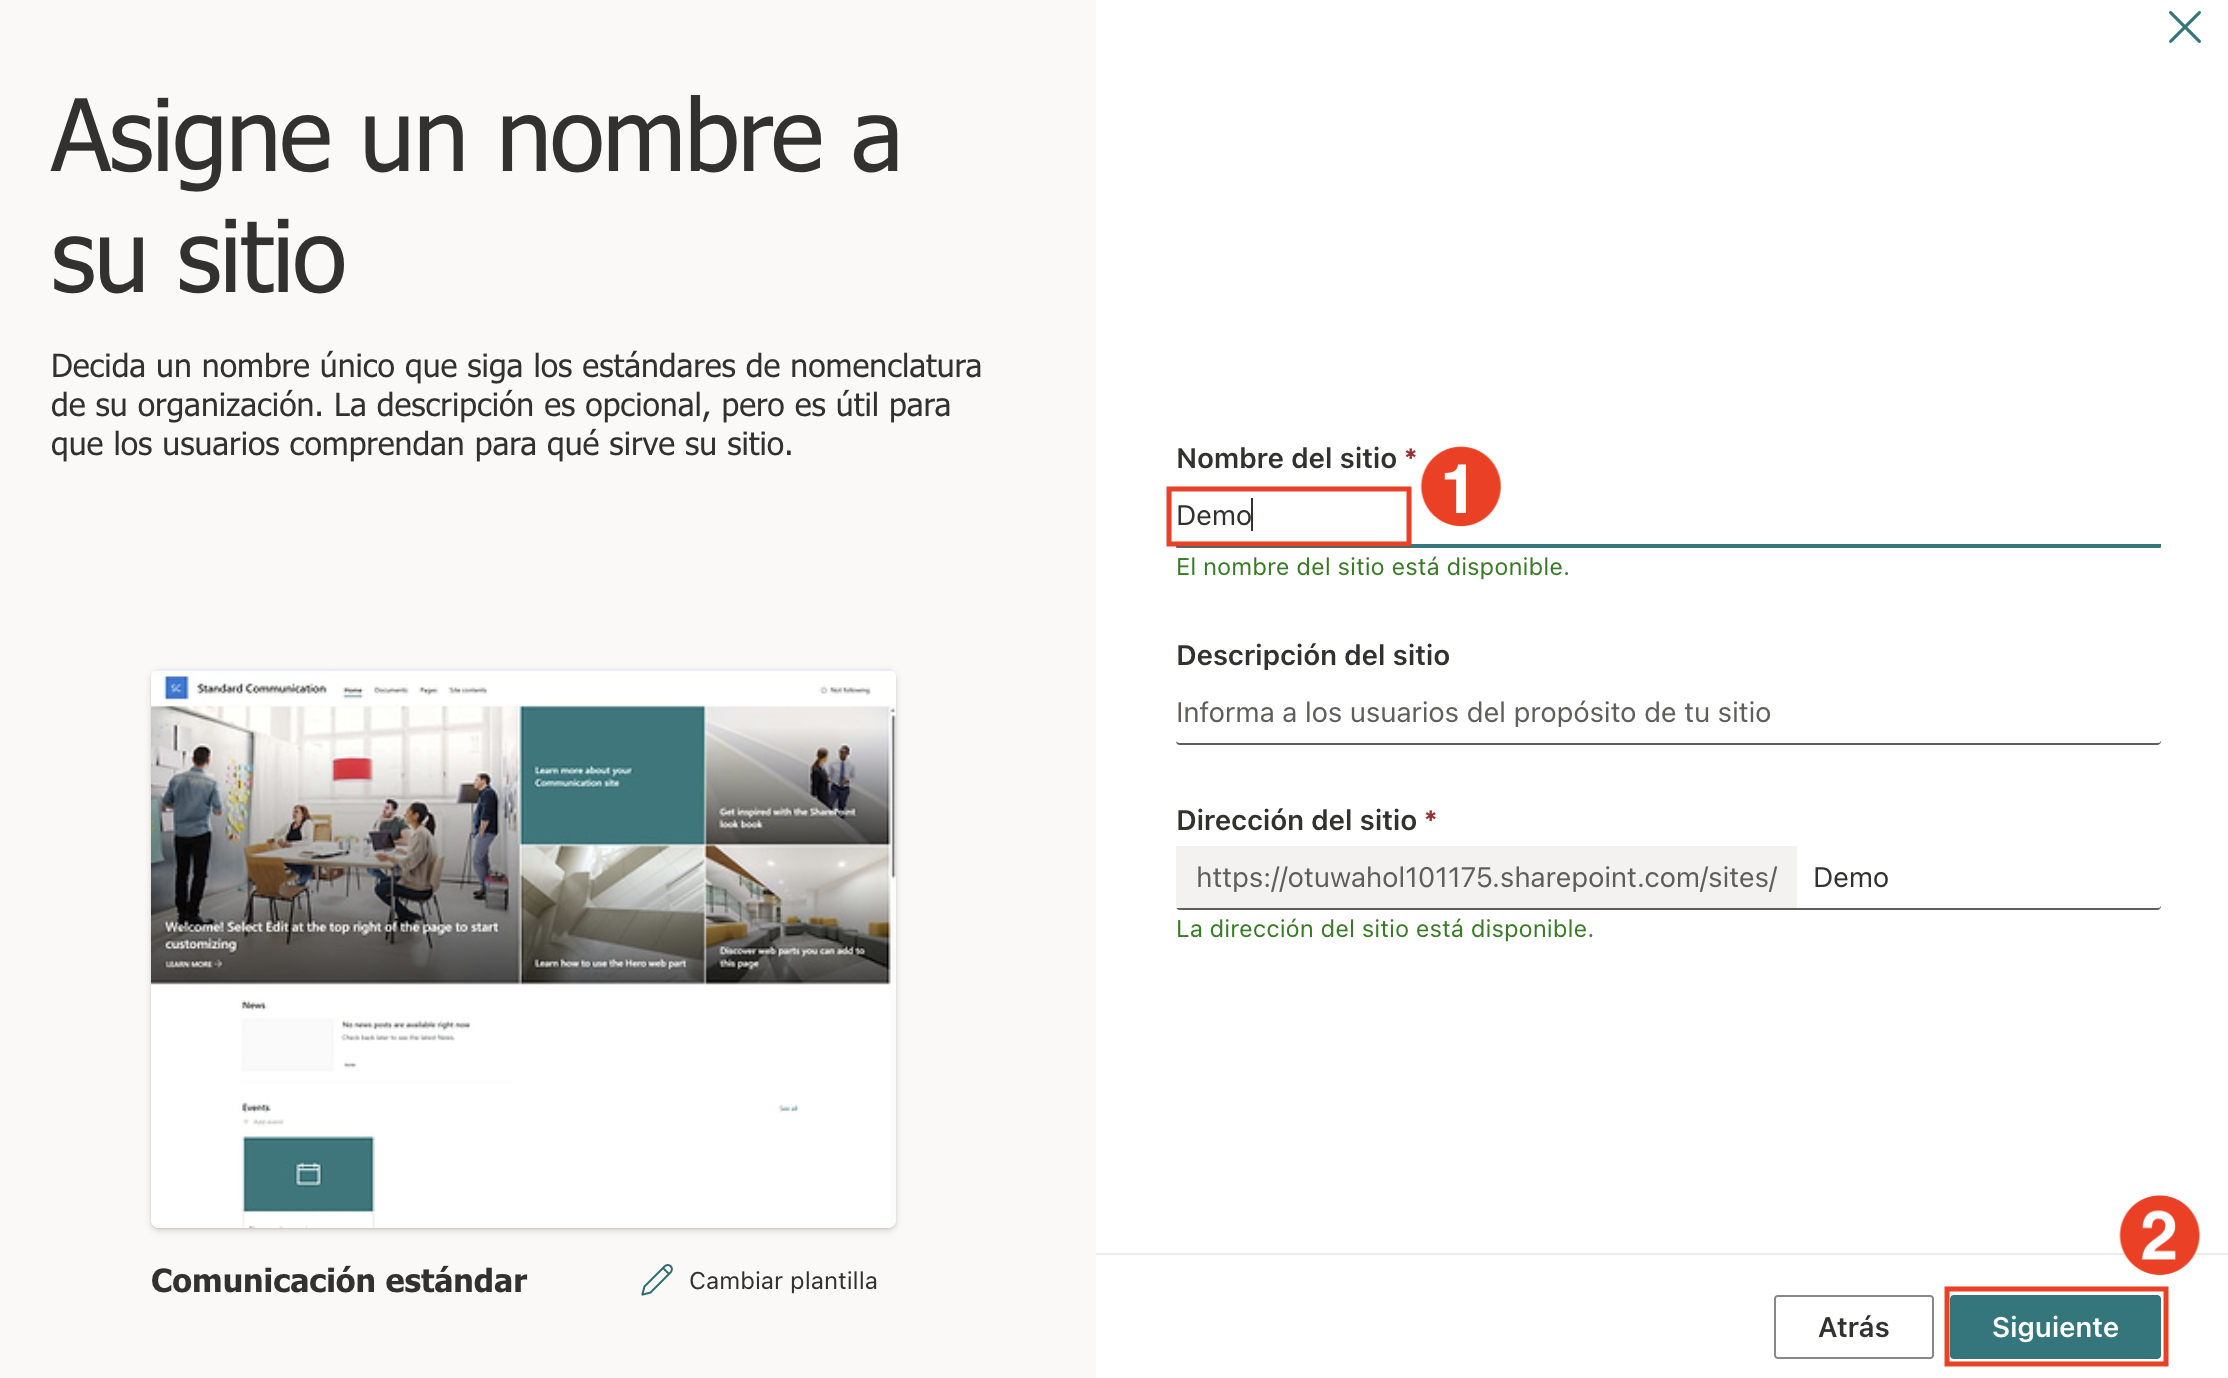 Asigne un nombre a
su sitio
Decida un nombre único que siga los estándares de nomenclatura
de su organización. La descripción es opcional, pero es útil para
que los usuarios comprendan para qué sirve su sitio.
SC Standard Communication Home Documents Pages Site contents Not following
Learn more about your
Communication site
Get inspired with the SharePoint
look book
Welcome! Select Edit at the top right of the page to start
customizing
LEARN MORE →
Learn how to use the Hero web part
Discover web parts you can add to
this page
News
No news posts are available right now
Check back later to see the latest News.
Events
See all
Add event
Comunicación estándar
Cambiar plantilla
Nombre del sitio *
1
Demo
El nombre del sitio está disponible.
Descripción del sitio
Informa a los usuarios del propósito de tu sitio
Dirección del sitio *
https://otuwahol101175.sharepoint.com/sites/ Demo
La dirección del sitio está disponible.
2
Atrás
Siguiente